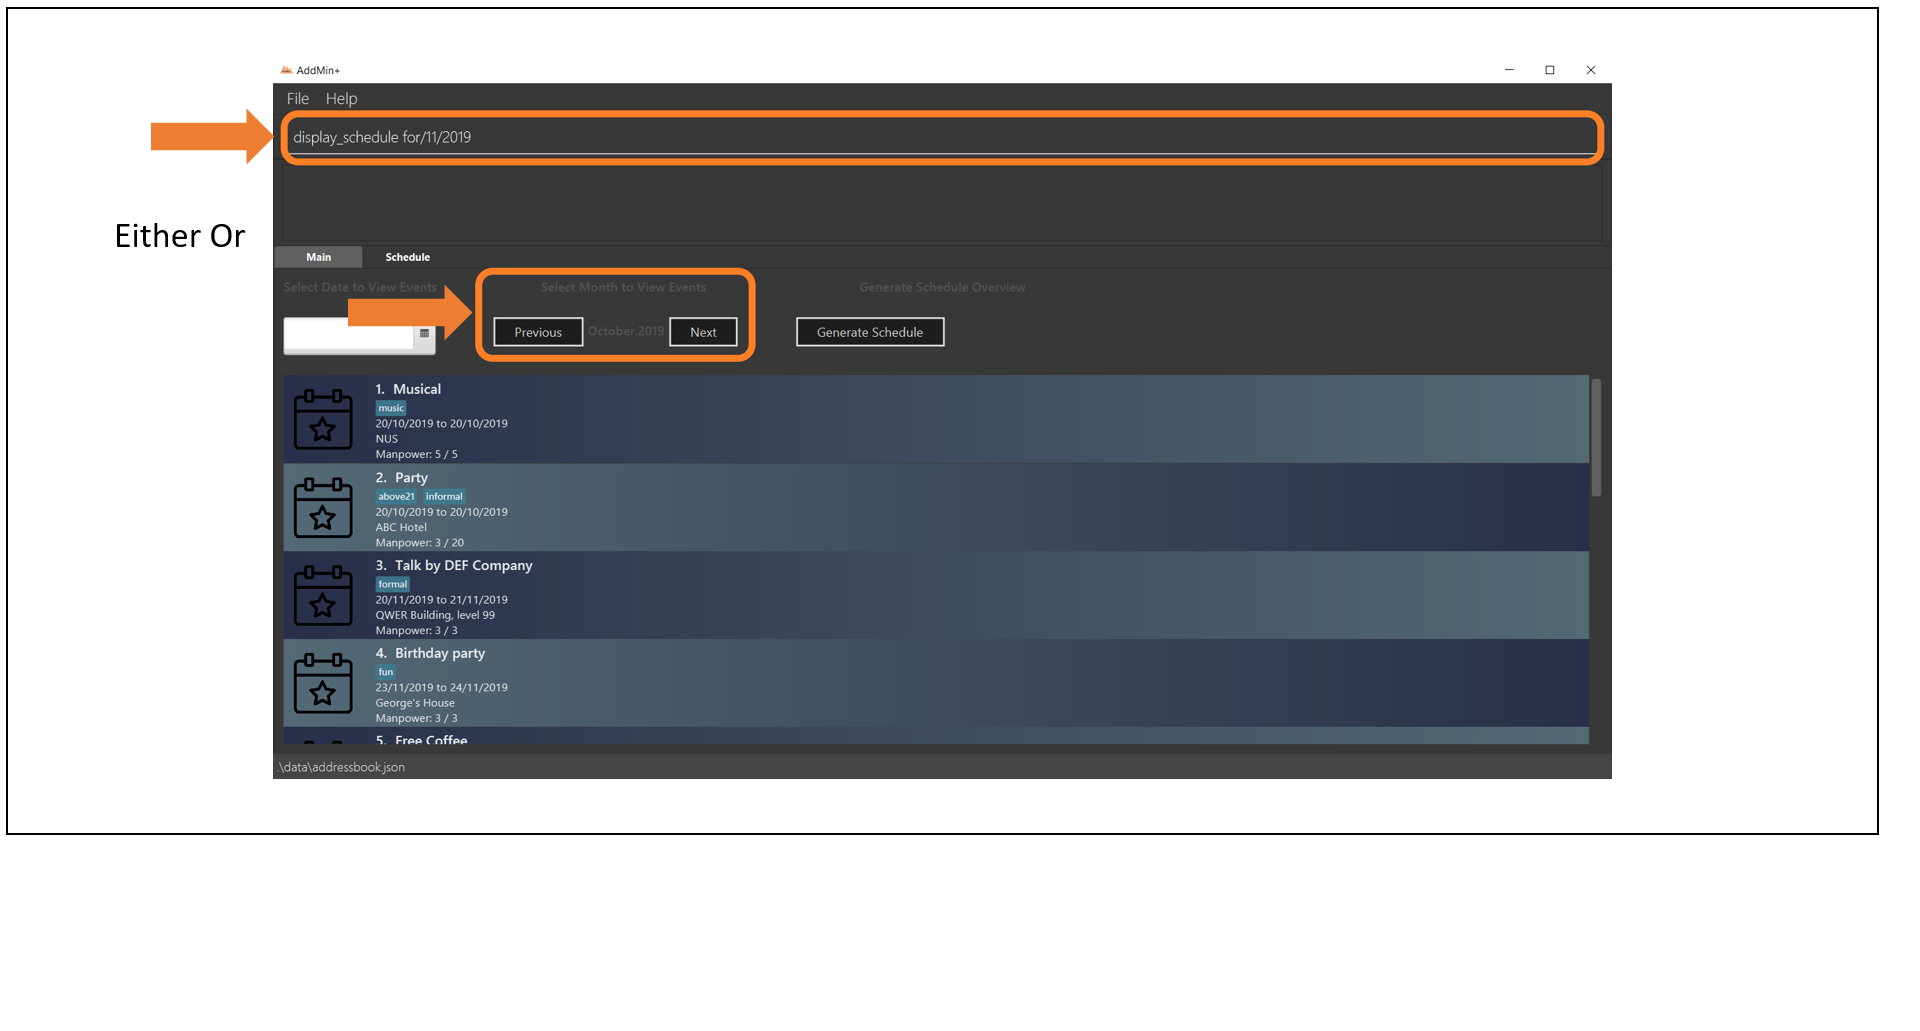 AddMin+
File Help
display_schedule for/11/2019
Either Or
Main Schedule
Select Date to View Events Select Month to View Events Generate Schedule Overview
Previous October,2019 Next Generate Schedule
1. Musical
music
20/10/2019 to 20/10/2019
NUS
Manpower: 5 / 5
2. Party
above21 informal
20/10/2019 to 20/10/2019
ABC Hotel
Manpower: 3 / 20
3. Talk by DEF Company
formal
20/11/2019 to 21/11/2019
QWER Building, level 99
Manpower: 3 / 3
4. Birthday party
fun
23/11/2019 to 24/11/2019
George's House
Manpower: 3 / 3
5. Free Coffee
.\data\addressbook.json